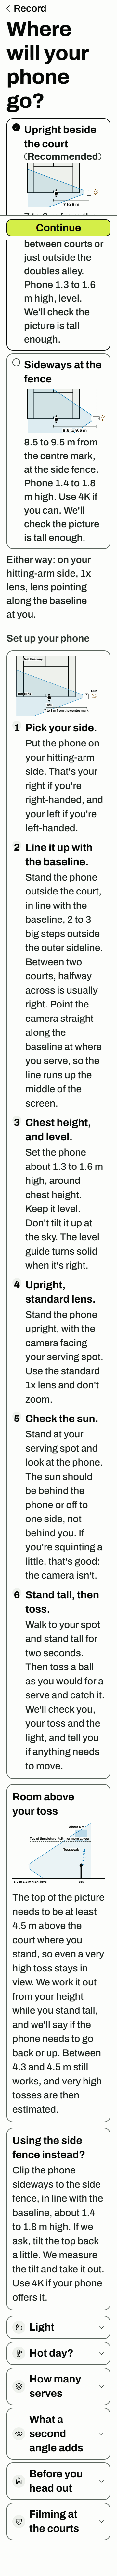 Record
Where
will your
phone
go?
Upright beside
the court
Recommended
7 to 8 m
Continue
between courts or
just outside the
doubles alley.
Phone 1.3 to 1.6
m high, level.
We'll check the
picture is tall
enough.
Sideways at the
fence
8.5 to 9.5 m
8.5 to 9.5 m from
the centre mark,
at the side fence.
Phone 1.4 to 1.8
m high. Use 4K if
you can. We'll
check the picture
is tall enough.
Either way: on your
hitting-arm side, 1x
lens, lens pointing
along the baseline
at you.
Set up your phone
Net this way
Baseline
Sun
You
7 to 8 m from the centre mark
1 Pick your side.
Put the phone on
your hitting-arm
side. That's your
right if you're
right-handed, and
your left if you're
left-handed.
2 Line it up with
the baseline.
Stand the phone
outside the court,
in line with the
baseline, 2 to 3
big steps outside
the outer sideline.
Between two
courts, halfway
across is usually
right. Point the
camera straight
along the
baseline at where
you serve, so the
line runs up the
middle of the
screen.
3 Chest height,
and level.
Set the phone
about 1.3 to 1.6 m
high, around
chest height.
Keep it level.
Don't tilt it up at
the sky. The level
guide turns solid
when it's right.
4 Upright,
standard lens.
Stand the phone
upright, with the
camera facing
your serving spot.
Use the standard
1x lens and don't
zoom.
5 Check the sun.
Stand at your
serving spot and
look at the phone.
The sun should
be behind the
phone or off to
one side, not
behind you. If
you're squinting a
little, that's good:
the camera isn't.
6 Stand tall, then
toss.
Walk to your spot
and stand tall for
two seconds.
Then toss a ball
as you would for a
serve and catch it.
We'll check you,
your toss and the
light, and tell you
if anything needs
to move.
Room above
your toss
Top of the picture: 4.5 m or more at you
Toss peak
1.3 to 1.6 m high, level
You
The top of the picture
needs to be at least
4.5 m above the
court where you
stand, so even a very
high toss stays in
view. We work it out
from your height
while you stand tall,
and we'll say if the
phone needs to go
back or up. Between
4.3 and 4.5 m still
works, and very high
tosses are then
estimated.
Using the side
fence instead?
Clip the phone
sideways to the side
fence, in line with the
baseline, about 1.4
to 1.8 m high. If we
ask, tilt the top back
a little. We measure
the tilt and take it out.
Use 4K if your phone
offers it.
Light
Hot day?
How many
serves
What a
second
angle adds
Before you
head out
Filming at
the courts